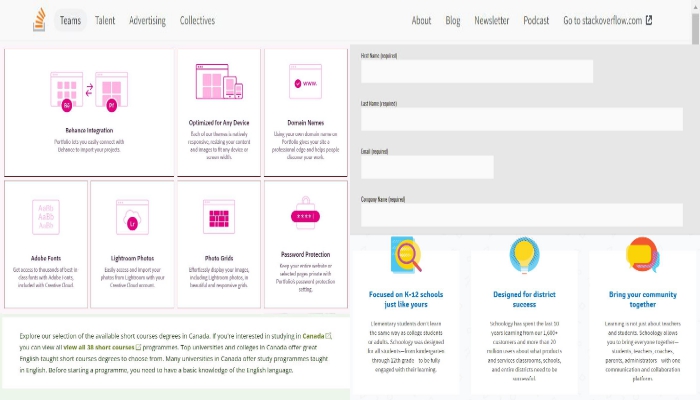 Teams Talent Advertising Collectives About Blog Newsletter Podcast Go to stackoverflow.com
Behance Integration
Portfolio lets you easily connect with
Behance to import your projects.
Optimized for Any Device
Each of our themes is natively
responsive, resizing your content
and images to fit any device or
screen width.
WWW.
Domain Names
Using your own domain name on
Portfolio gives your site a
professional edge and helps people
discover your work.
AaBb
AaBb
Adobe Fonts
Get access to thousands of best in
class fonts with Adobe Fonts,
included with Creative Cloud.
Lr
Lightroom Photos
Easily access and import your
photos from Lightroom with your
Creative Cloud account.
Photo Grids
Effortlessly display your images,
including Lightroom photos, in
beautiful and responsive grids.
****
Password Protection
Keep your entire website or
selected pages private with
Portfolio's password protection
setting.
Explore our selection of the available short courses degrees in Canada. If you're interested in studying in Canada,
you can view all view all 38 short courses programmes. Top universities and colleges in Canada offer great
English taught short courses degrees to choose from. Many universities in Canada offer study programmes taught
in English. Before starting a programme, you need to have a basic knowledge of the English language.
First Name (required)
Last Name (required)
Email (required)
Company Name (required)
Focused on K-12 schools
just like yours
Elementary students don't learn
the same way as college students
or adults. Schoology was designed
for all students—from kindergarten
through 12th grade—to be fully
engaged with their learning.
Designed for district
success
Schoology has spent the last 10
years learning from our 1,600+
customers and more than 20
million users about what products
and services classrooms, schools,
and entire districts need to be
successful.
Bring your community
together
Learning is not just about teachers
and students. Schoology allows
you to bring everyone together—
students, teachers, coaches,
parents, administrators—with one
communication and collaboration
platform.